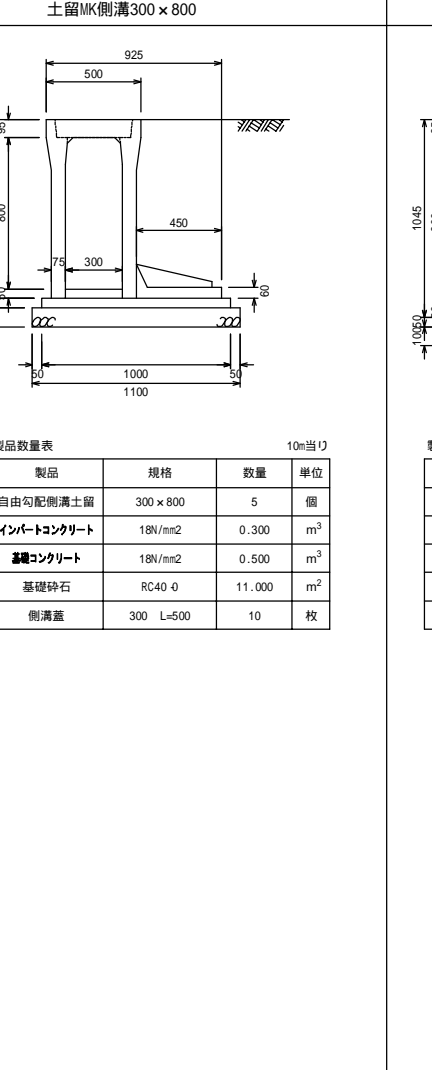 土留MK側溝300×800
925
500
95
800
450
75 300
60
50 1000 50
1100
1045
10050
製品数量表 10m当り
製品 規格 数量 単位
自由勾配側溝土留 300×800 5 個
インバートコンクリート 18N/mm2 0.300 m3
基礎コンクリート 18N/mm2 0.500 m3
基礎砕石 RC40-0 11.000 m2
側溝蓋 300 L=500 10 枚